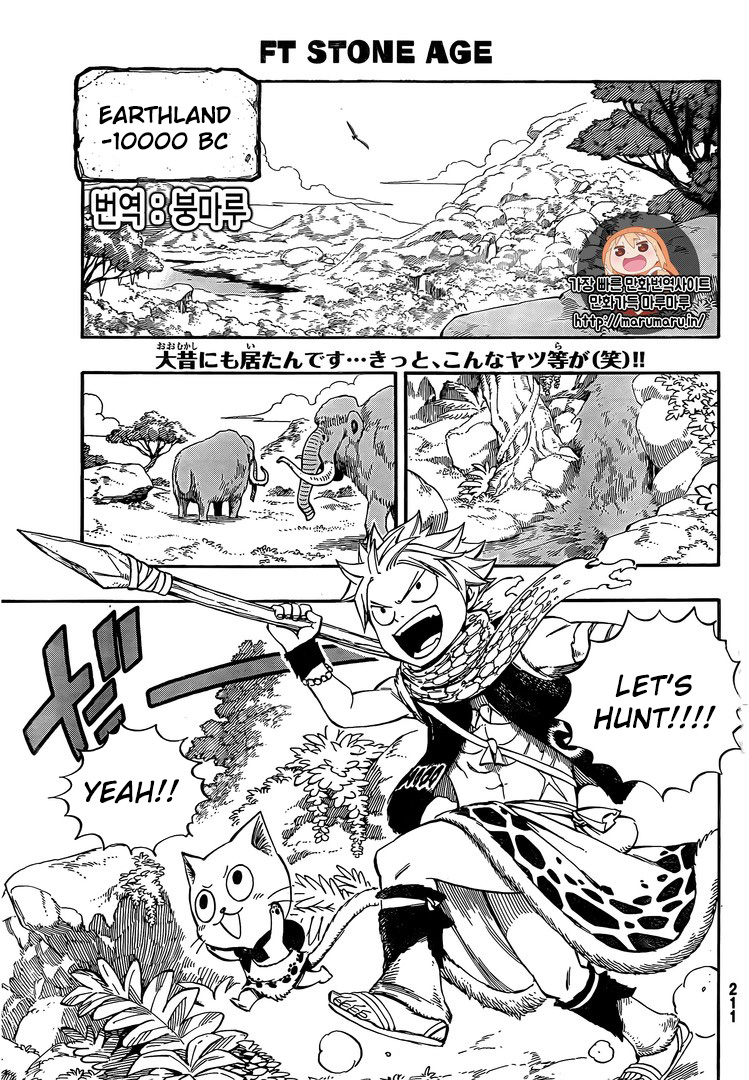 FT STONE AGE
EARTHLAND
-10000 BC
번역 : 붕마루
가장 빠른 만화번역사이트
만화가득 마루마루
http://marumaru.in/
大昔にも居たんです…きっと、こんなヤツ等が(笑)!!
LET'S
HUNT!!!!
YEAH!!
211